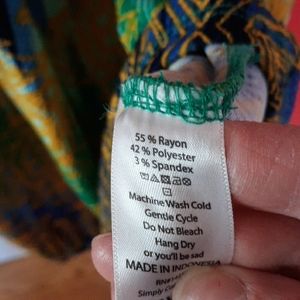 55 % Rayon
42 % Polyester
3 % Spandex
Machine Wash Cold
Gentle Cycle
Do Not Bleach
Hang Dry
or you'll be sad
MADE IN INDONESIA
Simply